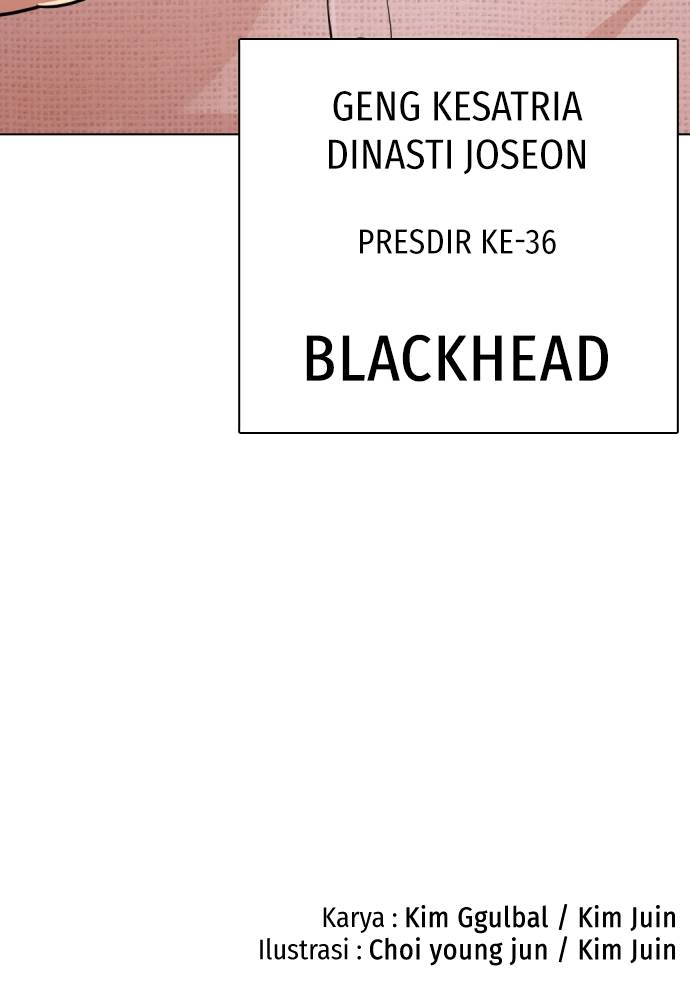 GENG KESATRIA
DINASTI JOSEON
PRESDIR KE-36
BLACKHEAD
Karya : Kim Ggulbal / Kim Juin
Ilustrasi : Choi young jun / Kim Juin